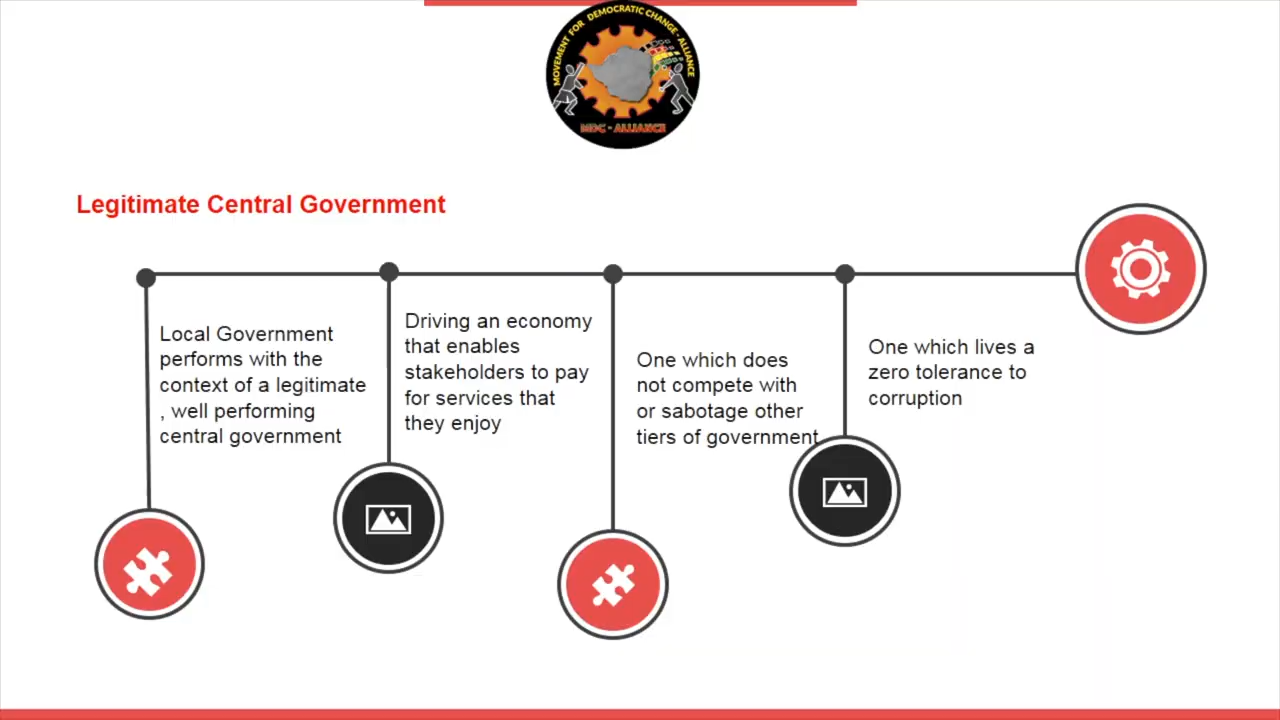 MOVEMENT FOR DEMOCRATIC CHANGE - ALLIANCE
MDC - ALLIANCE
Legitimate Central Government
Local Government
performs with the
context of a legitimate
, well performing
central government
Driving an economy
that enables
stakeholders to pay
for services that
they enjoy
One which does
not compete with
or sabotage other
tiers of government
One which lives a
zero tolerance to
corruption